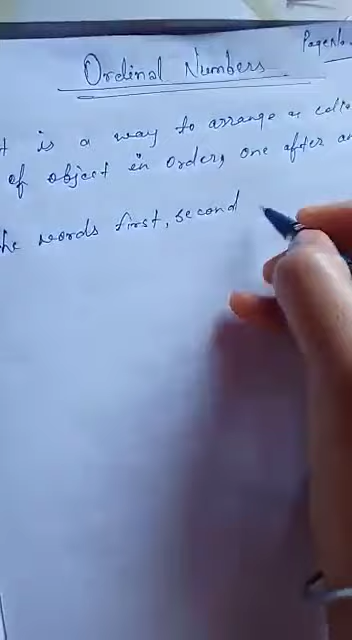 Page No.
Ordinal Numbers
is a way to arrange a
of object in order, one after
words first, second